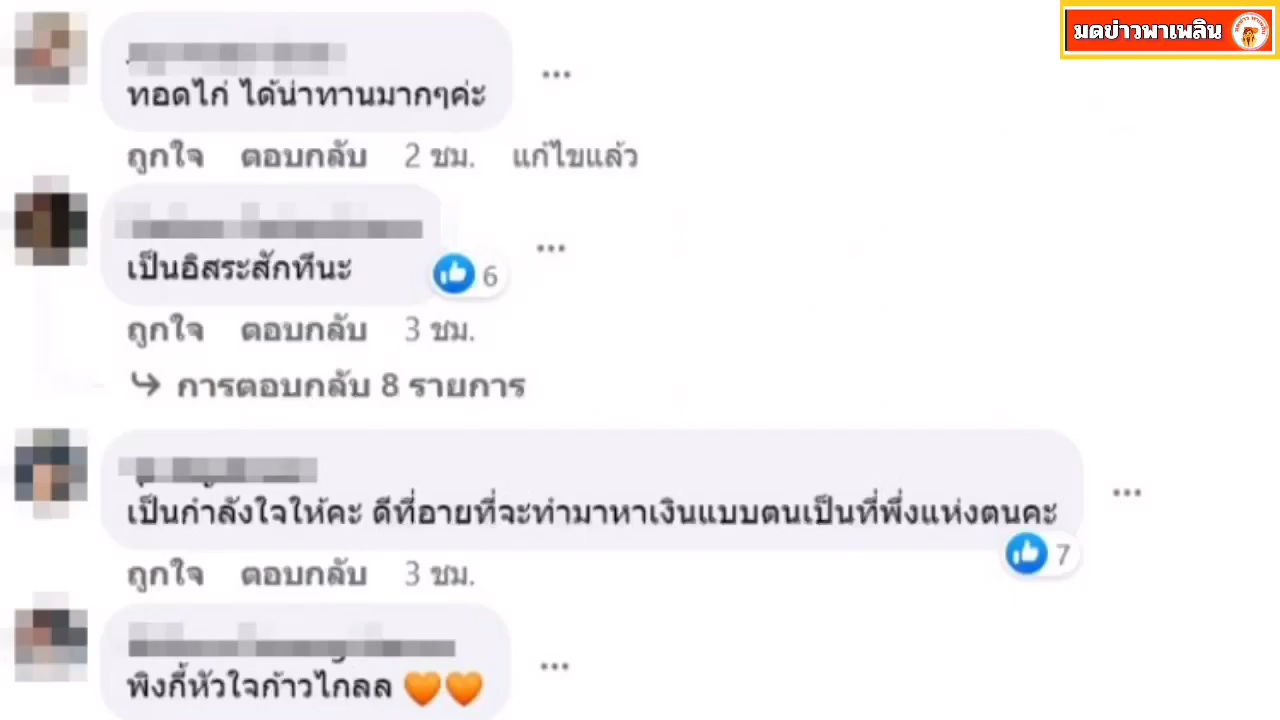 มดข่าวพาเพลิน
ทอดไก่ ได้น่าทานมากๆค่ะ
ถูกใจ ตอบกลับ 2 ชม. แก้ไขแล้ว
เป็นอิสระสักทีนะ
6
ถูกใจ ตอบกลับ 3 ชม.
การตอบกลับ 8 รายการ
เป็นกำลังใจให้คะ ดีที่อายที่จะทำมาหาเงินแบบตนเป็นที่พึ่งแห่งตนคะ
7
ถูกใจ ตอบกลับ 3 ชม.
พิงกี้หัวใจก้าวไกลล 🧡🧡